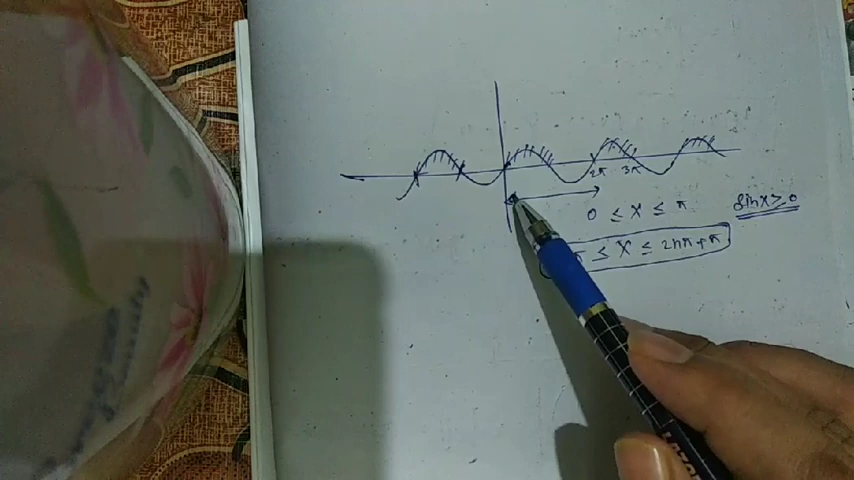 2π 3π
0 ≤ x ≤ π
sinx ≥ 0
≤ x ≤ 2nπ+π